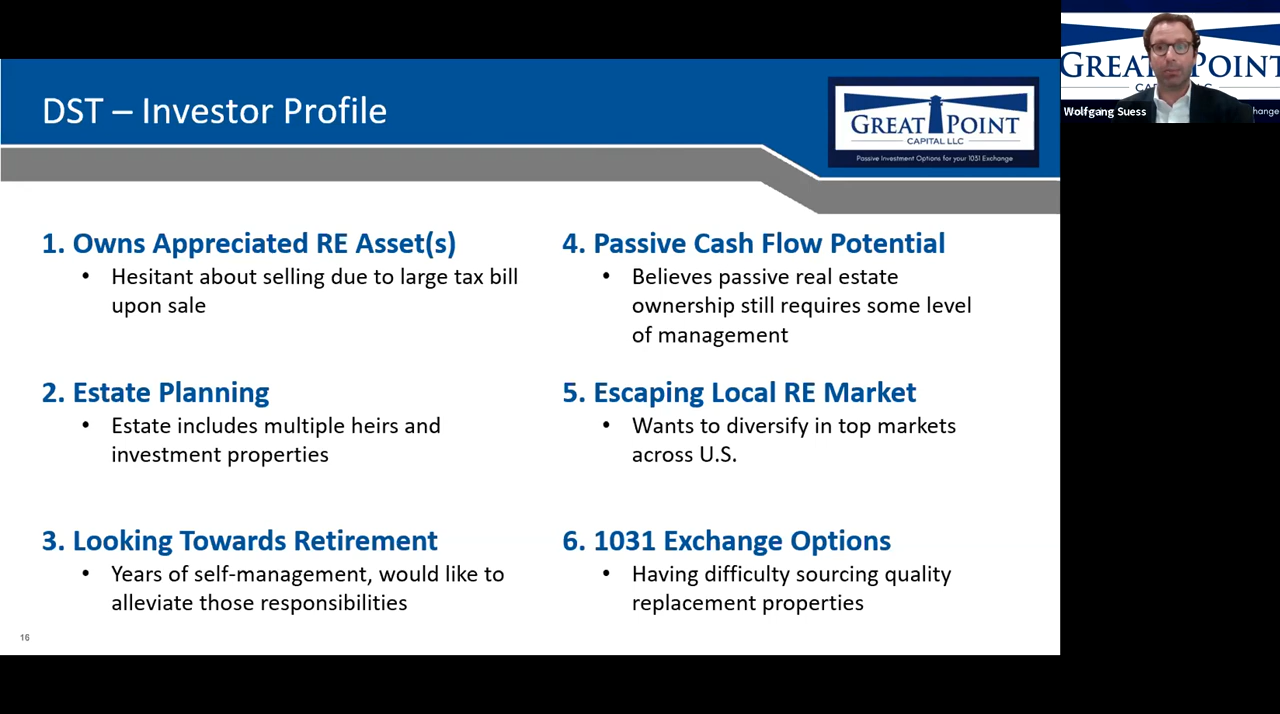 DST – Investor Profile
GREAT POINT
CAPITAL LLC
Passive Investment Options for your 1031 Exchange
GREAT POINT
Wolfgang Suess
1. Owns Appreciated RE Asset(s)
• Hesitant about selling due to large tax bill
upon sale
2. Estate Planning
• Estate includes multiple heirs and
investment properties
3. Looking Towards Retirement
• Years of self-management, would like to
alleviate those responsibilities
4. Passive Cash Flow Potential
• Believes passive real estate
ownership still requires some level
of management
5. Escaping Local RE Market
• Wants to diversify in top markets
across U.S.
6. 1031 Exchange Options
• Having difficulty sourcing quality
replacement properties
16